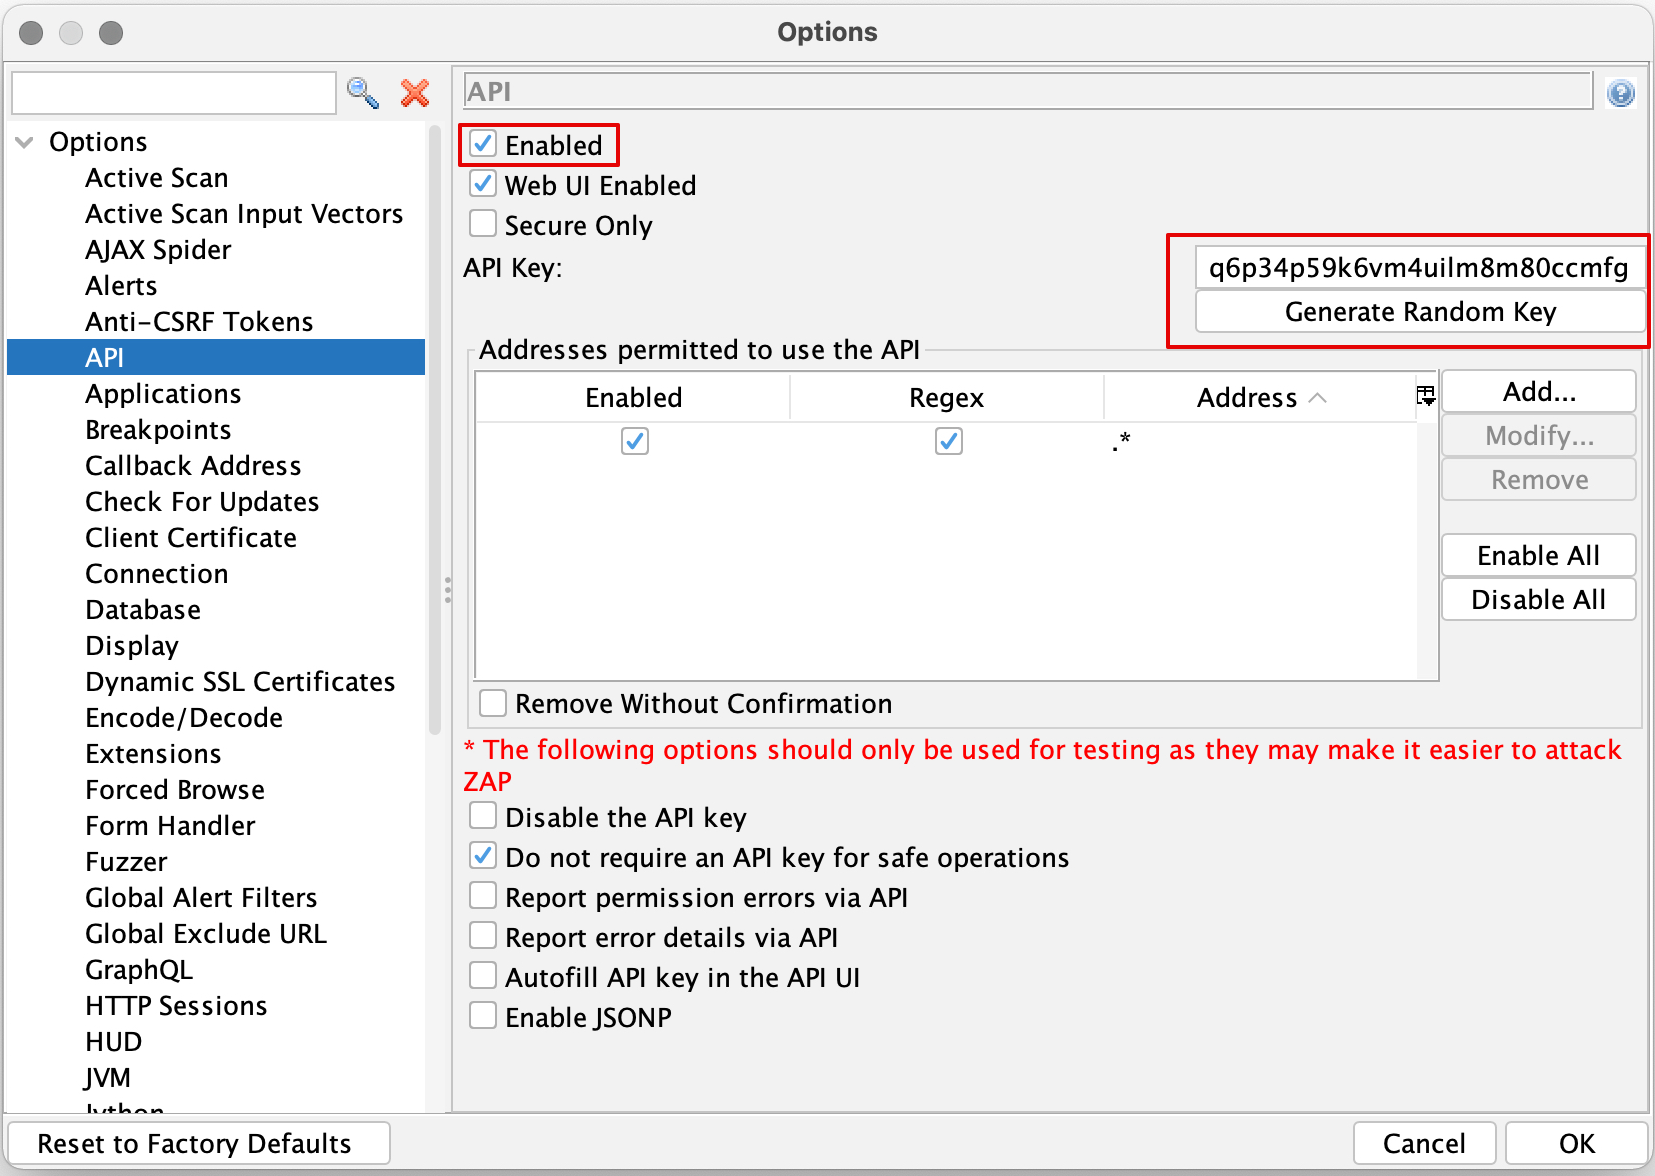 Options
API
Options
Active Scan
Active Scan Input Vectors
AJAX Spider
Alerts
Anti-CSRF Tokens
API
Applications
Breakpoints
Callback Address
Check For Updates
Client Certificate
Connection
Database
Display
Dynamic SSL Certificates
Encode/Decode
Extensions
Forced Browse
Form Handler
Fuzzer
Global Alert Filters
Global Exclude URL
GraphQL
HTTP Sessions
HUD
JVM
Jython
Enabled
Web UI Enabled
Secure Only
API Key:
q6p34p59k6vm4uilm8m80ccmfg
Generate Random Key
Addresses permitted to use the API
Enabled Regex Address
.*
Add...
Modify...
Remove
Enable All
Disable All
Remove Without Confirmation
* The following options should only be used for testing as they may make it easier to attack
ZAP
Disable the API key
Do not require an API key for safe operations
Report permission errors via API
Report error details via API
Autofill API key in the API UI
Enable JSONP
Reset to Factory Defaults
Cancel
OK